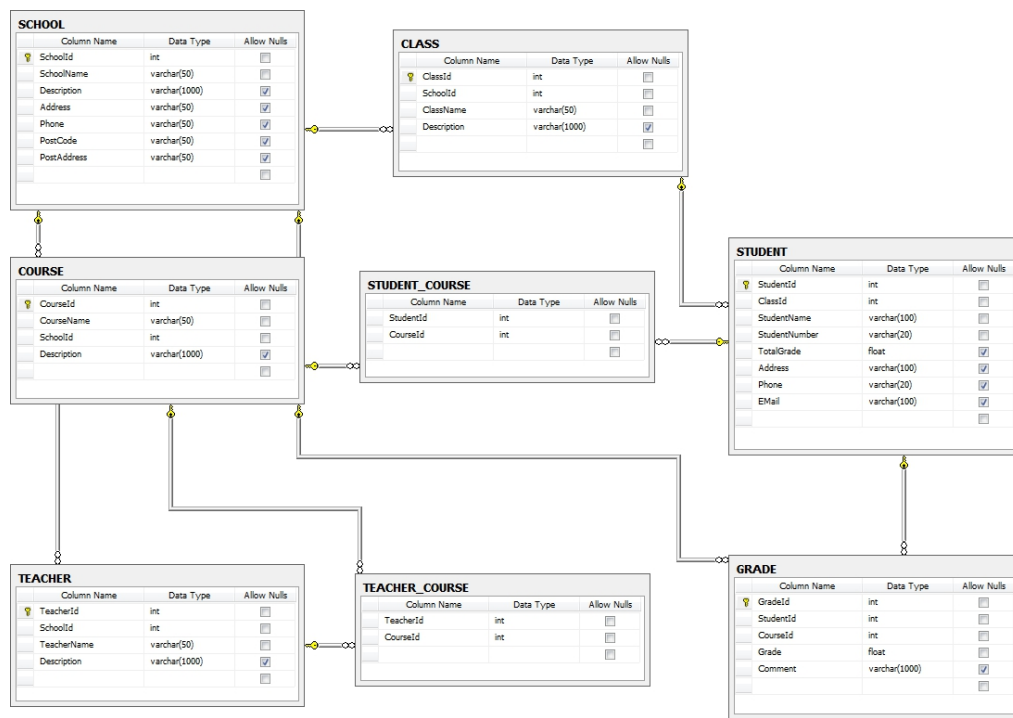 SCHOOL
Column Name Data Type Allow Nulls
SchoolId int
SchoolName varchar(50)
Description varchar(1000)
Address varchar(50)
Phone varchar(50)
PostCode varchar(50)
PostAddress varchar(50)
CLASS
Column Name Data Type Allow Nulls
ClassId int
SchoolId int
ClassName varchar(50)
Description varchar(1000)
COURSE
Column Name Data Type Allow Nulls
CourseId int
CourseName varchar(50)
SchoolId int
Description varchar(1000)
STUDENT_COURSE
Column Name Data Type Allow Nulls
StudentId int
CourseId int
STUDENT
Column Name Data Type Allow Nulls
StudentId int
ClassId int
StudentName varchar(100)
StudentNumber varchar(20)
TotalGrade float
Address varchar(100)
Phone varchar(20)
EMail varchar(100)
TEACHER
Column Name Data Type Allow Nulls
TeacherId int
SchoolId int
TeacherName varchar(50)
Description varchar(1000)
TEACHER_COURSE
Column Name Data Type Allow Nulls
TeacherId int
CourseId int
GRADE
Column Name Data Type Allow Nulls
GradeId int
StudentId int
CourseId int
Grade float
Comment varchar(1000)